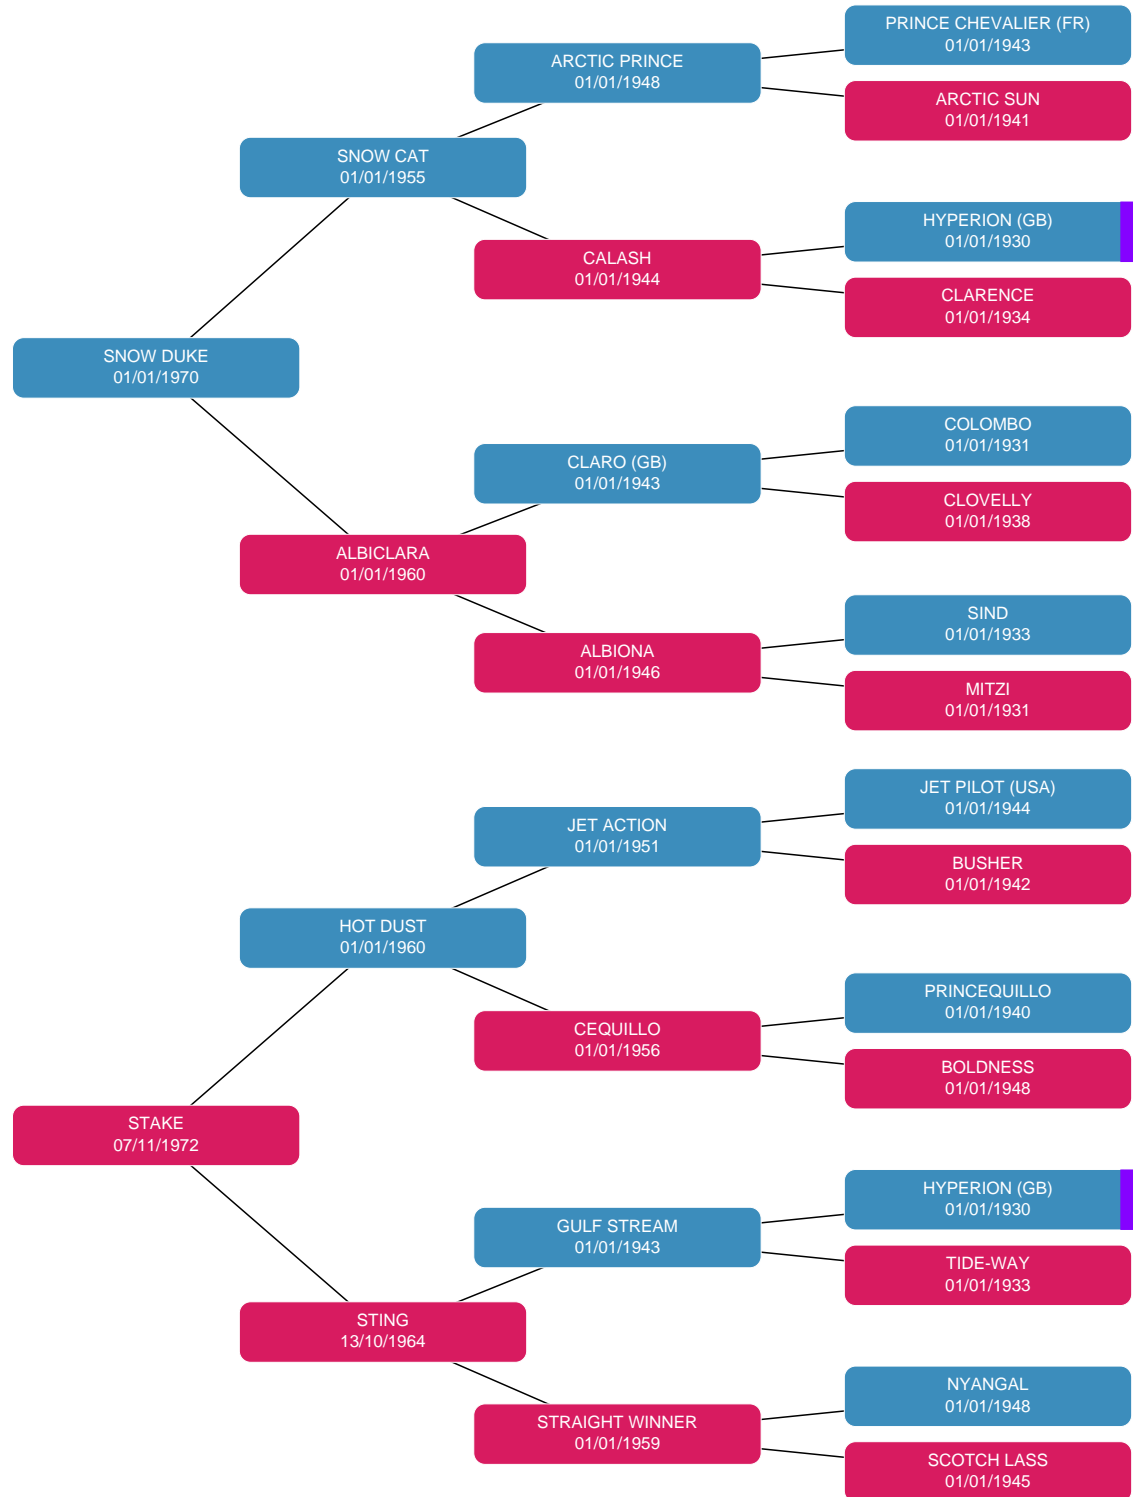 PRINCE CHEVALIER (FR)
01/01/1943
ARCTIC PRINCE
01/01/1948
ARCTIC SUN
01/01/1941
SNOW CAT
01/01/1955
HYPERION (GB)
01/01/1930
CALASH
01/01/1944
CLARENCE
01/01/1934
SNOW DUKE
01/01/1970
COLOMBO
01/01/1931
CLARO (GB)
01/01/1943
CLOVELLY
01/01/1938
ALBICLARA
01/01/1960
SIND
01/01/1933
ALBIONA
01/01/1946
MITZI
01/01/1931
JET PILOT (USA)
01/01/1944
JET ACTION
01/01/1951
BUSHER
01/01/1942
HOT DUST
01/01/1960
PRINCEQUILLO
01/01/1940
CEQUILLO
01/01/1956
BOLDNESS
01/01/1948
STAKE
07/11/1972
HYPERION (GB)
01/01/1930
GULF STREAM
01/01/1943
TIDE-WAY
01/01/1933
STING
13/10/1964
NYANGAL
01/01/1948
STRAIGHT WINNER
01/01/1959
SCOTCH LASS
01/01/1945